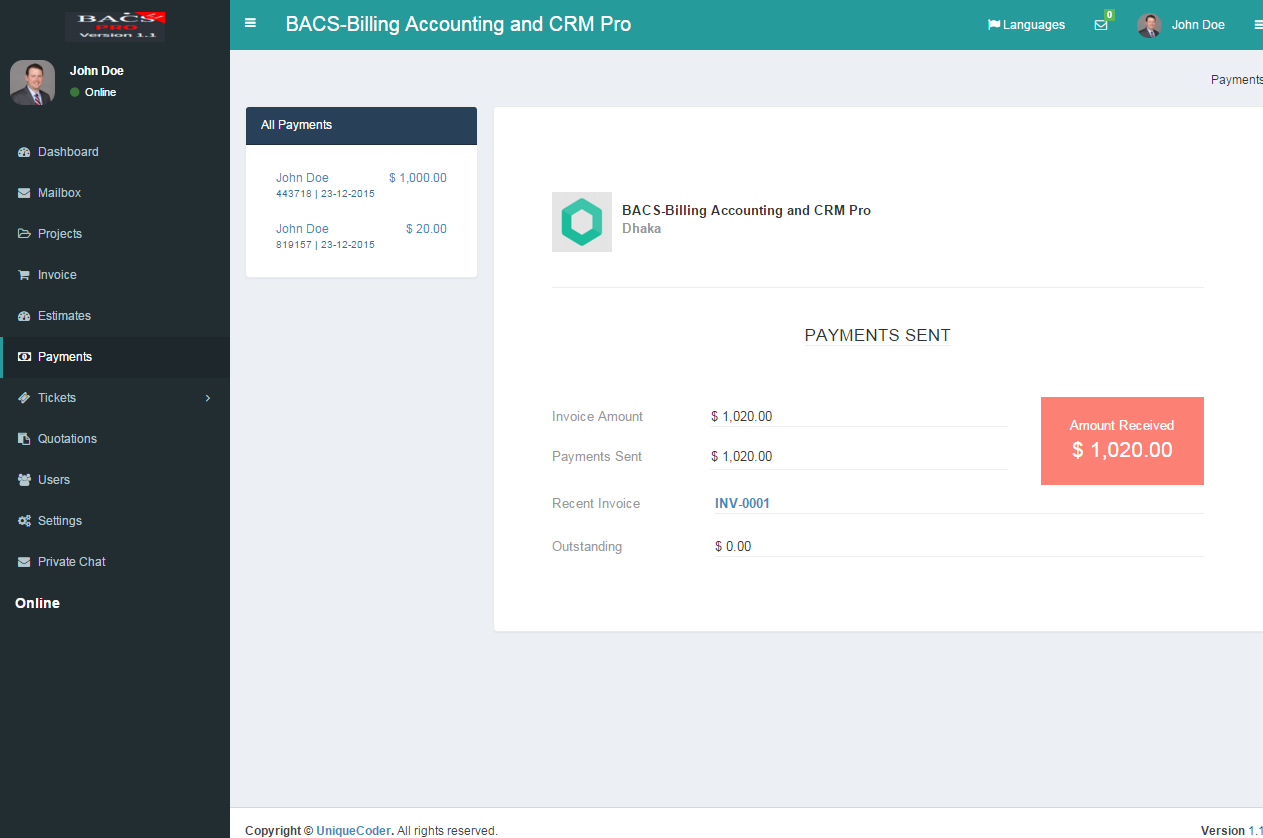 BACS
PRO
Version 1.1
BACS-Billing Accounting and CRM Pro
Languages
0
John Doe
John Doe
Online
Payments
Dashboard
Mailbox
Projects
Invoice
Estimates
Payments
Tickets
Quotations
Users
Settings
Private Chat
Online
All Payments
John Doe $ 1,000.00
443718 | 23-12-2015
John Doe $ 20.00
819157 | 23-12-2015
BACS-Billing Accounting and CRM Pro
Dhaka
PAYMENTS SENT
Invoice Amount $ 1,020.00
Payments Sent $ 1,020.00
Recent Invoice INV-0001
Outstanding $ 0.00
Amount Received
$ 1,020.00
Copyright © UniqueCoder. All rights reserved.
Version 1.1